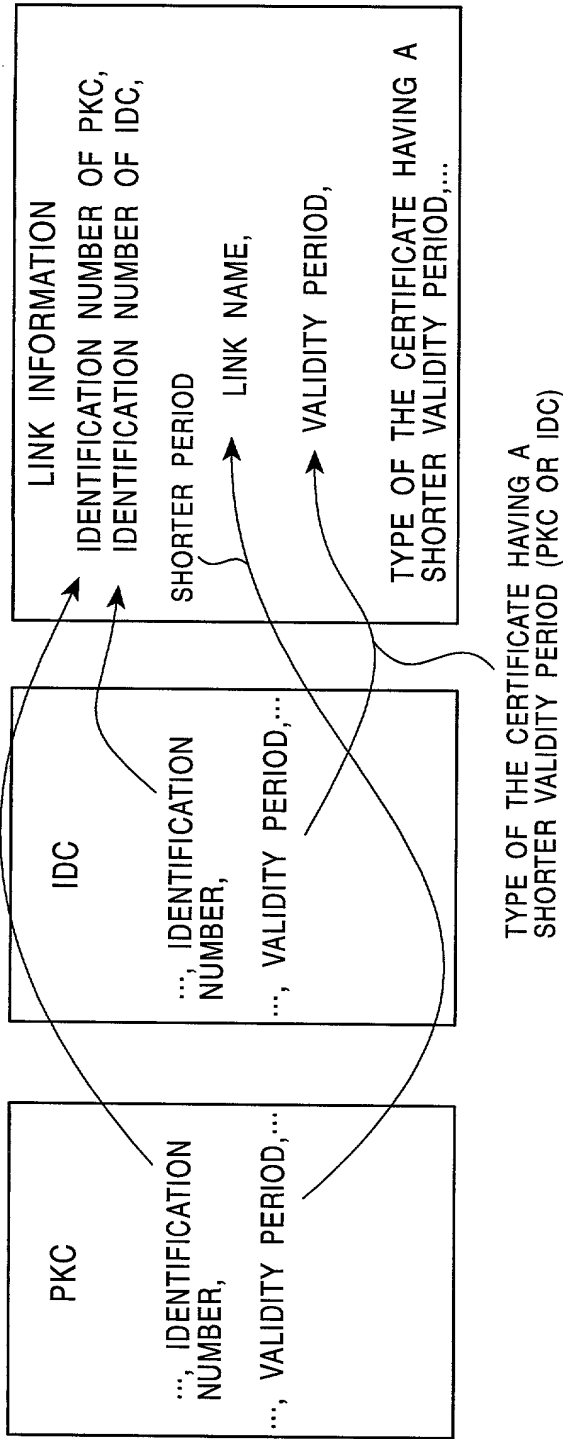 PKC
..., IDENTIFICATION
NUMBER,
..., VALIDITY PERIOD,...
IDC
..., IDENTIFICATION
NUMBER,
..., VALIDITY PERIOD,...
LINK INFORMATION
IDENTIFICATION NUMBER OF PKC,
IDENTIFICATION NUMBER OF IDC,
SHORTER PERIOD
LINK NAME,
VALIDITY PERIOD,
TYPE OF THE CERTIFICATE HAVING A
SHORTER VALIDITY PERIOD,...
TYPE OF THE CERTIFICATE HAVING A
SHORTER VALIDITY PERIOD (PKC OR IDC)